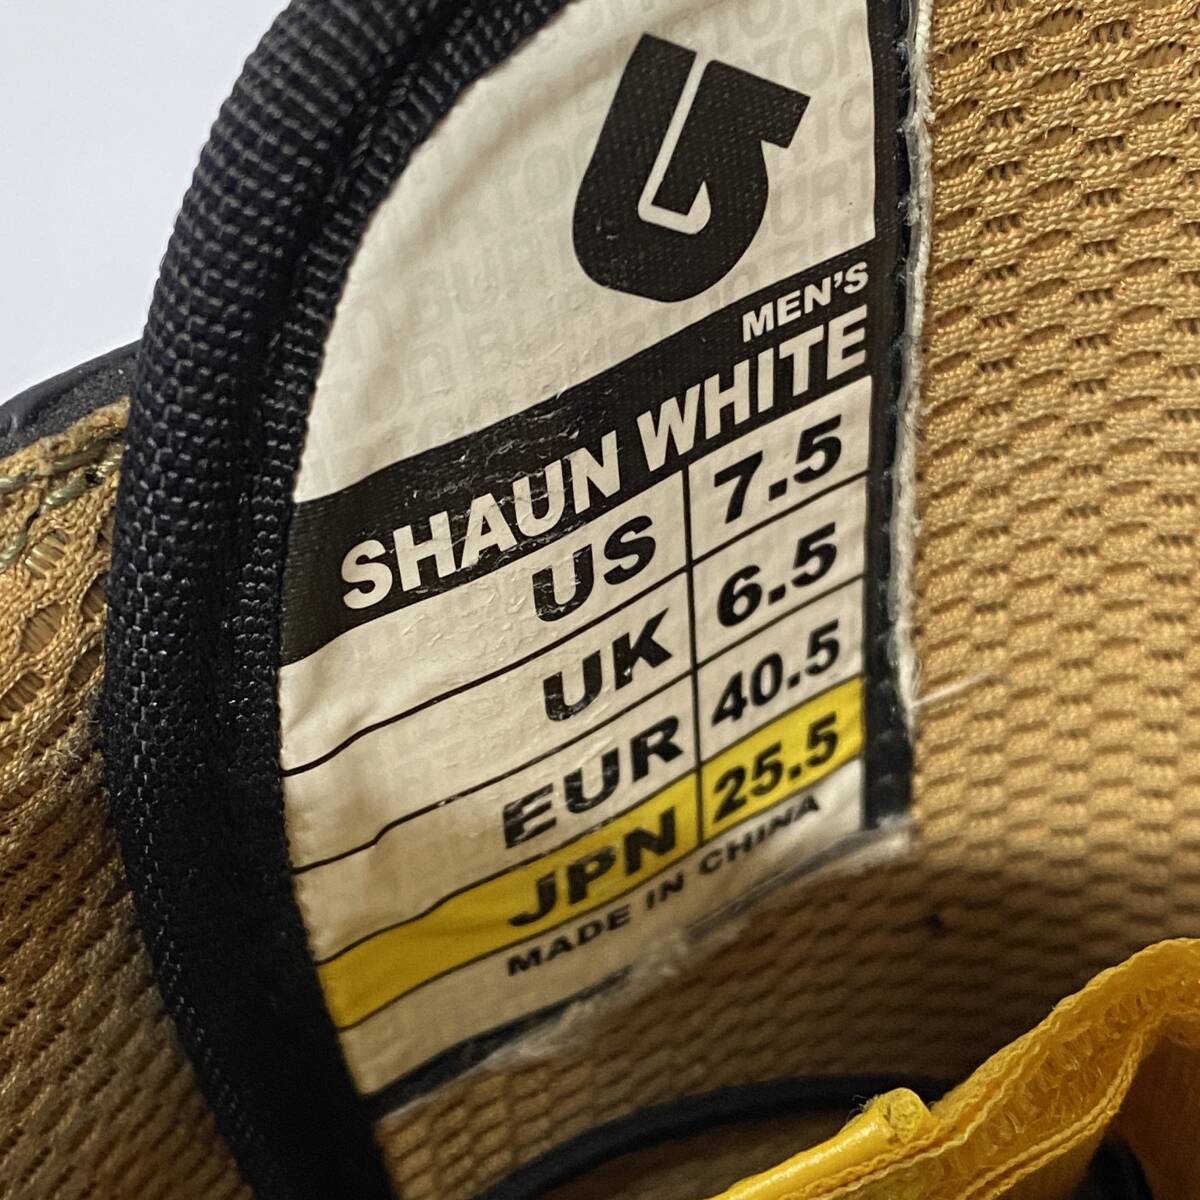 MEN'S
SHAUN WHITE
US 7.5
UK 6.5
EUR 40.5
JPN 25.5
MADE IN CHINA